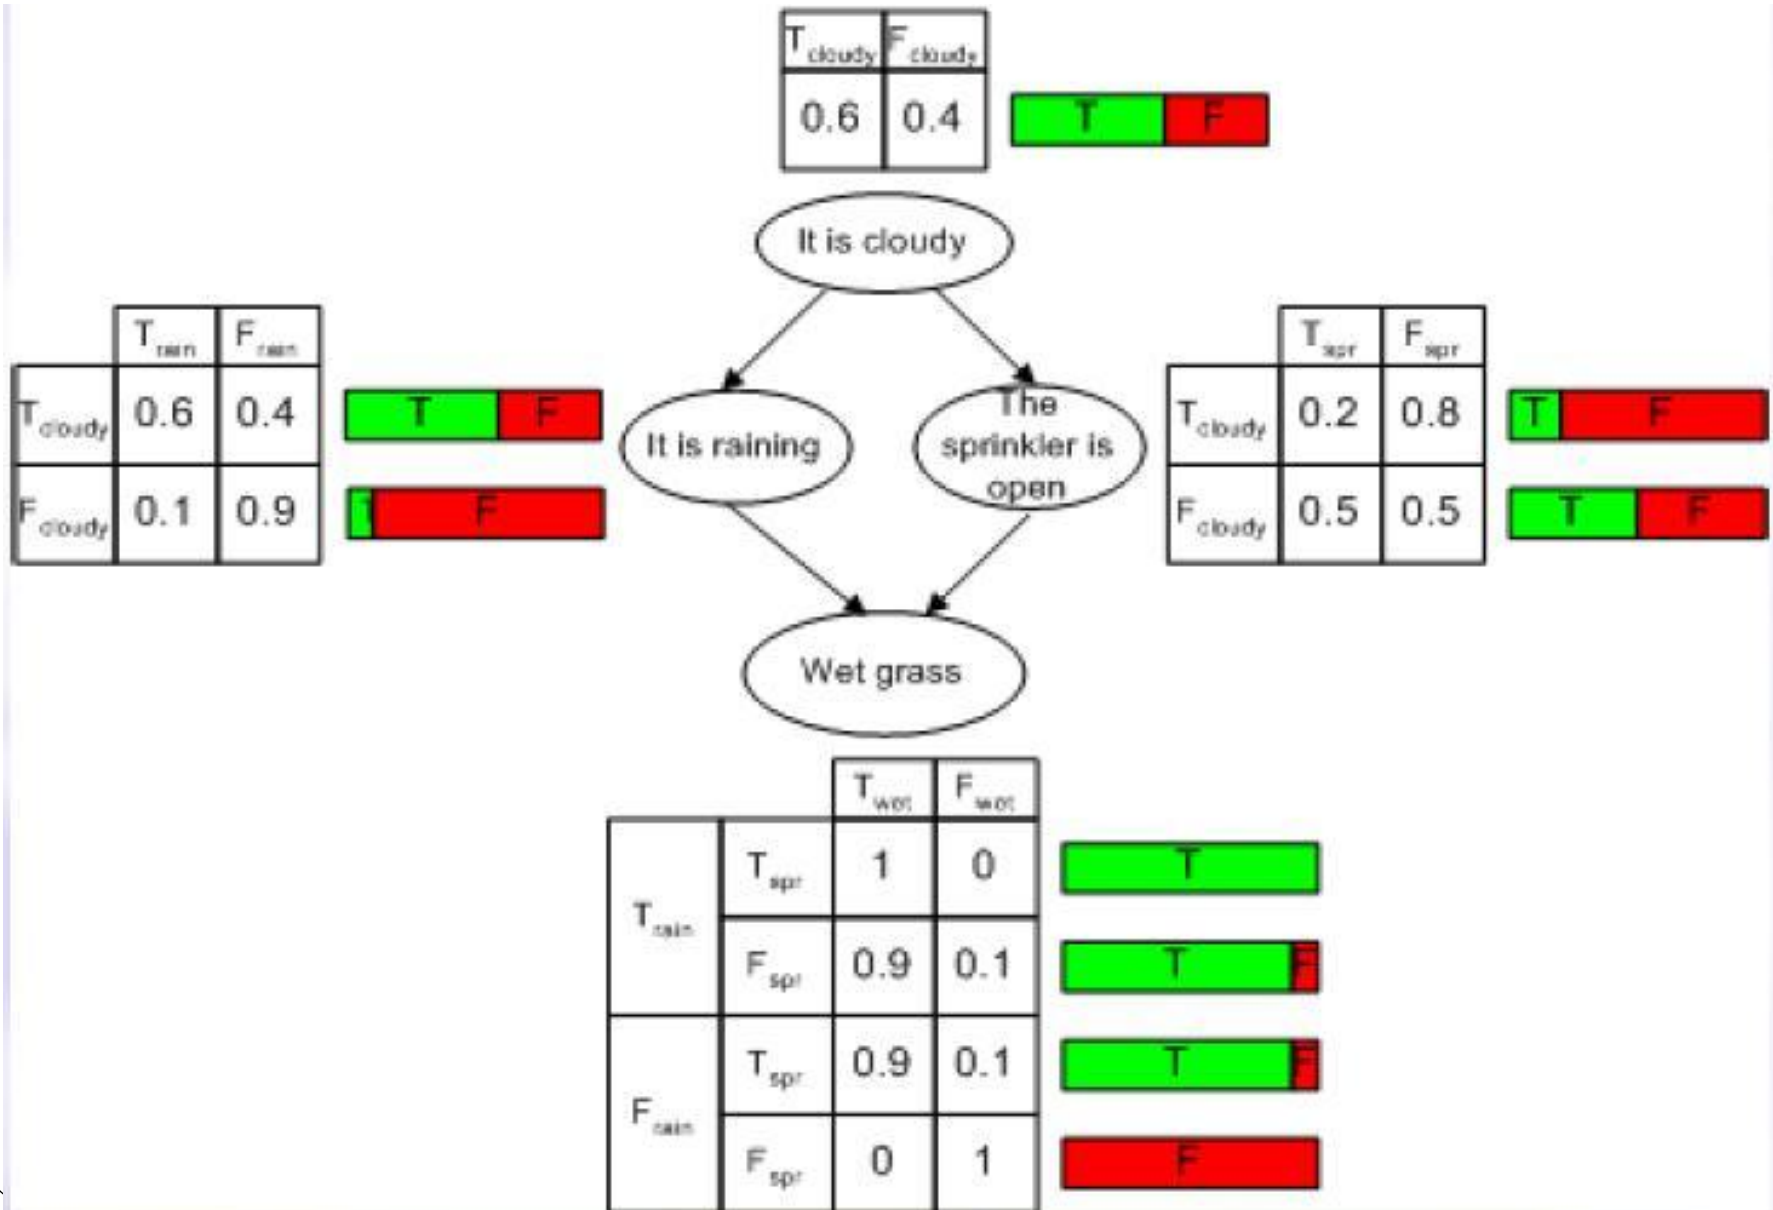 T cloudy F cloudy
0.6 0.4
T F
It is cloudy
T rain F rain
T cloudy 0.6 0.4
F cloudy 0.1 0.9
T F
F
It is raining
The
sprinkler is
open
T spr F spr
T cloudy 0.2 0.8
F cloudy 0.5 0.5
T F
T F
Wet grass
T wet F wet
T rain
T spr 1 0
F spr 0.9 0.1
F rain
T spr 0.9 0.1
F spr 0 1
T
T F
T F
F